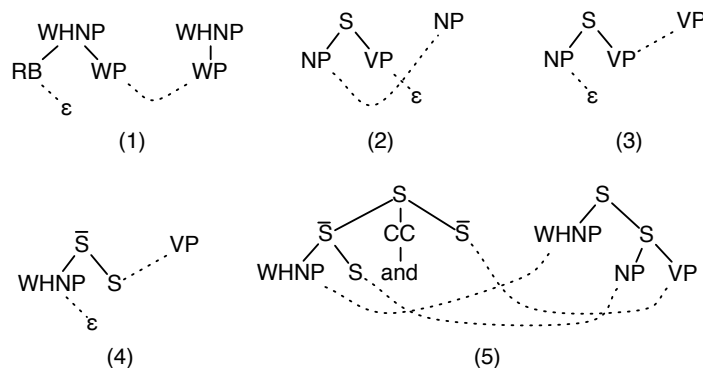 WHNP WHNP S NP S VP
RB WP WP NP VP NP VP
ε ε ε
(1) (2) (3)
S̄ VP S S
S̄ CC S̄ WHNP S
WHNP S WHNP S and NP VP
ε
(4) (5)